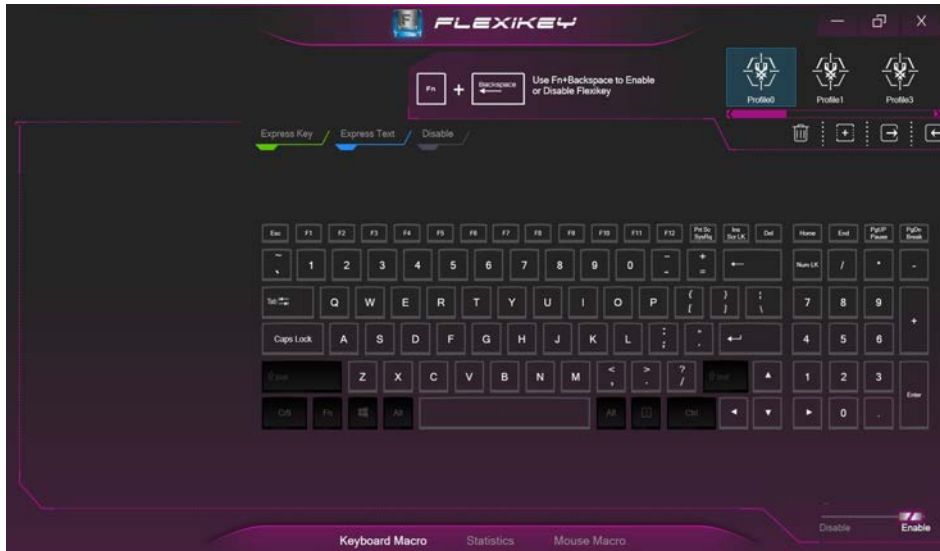 FLEXIKEY
Fn + Backspace Use Fn+Backspace to Enable
or Disable Flexikey
Profile0 Profile1 Profile3
Express Key / Express Text / Disable /
Esc F1 F2 F3 F4 F5 F6 F7 F8 F9 F10 F11 F12 Prt Sc Ins Del Home End PgUP PgDn
SysRq Scr LK Pause Break
~ 1 2 3 4 5 6 7 8 9 0 - + Num LK / * -
- =
Tab Q W E R T Y U I O P { } 7 8 9
[ ] \ +
Caps Lock A S D F G H J K L : 4 5 6
;
Z X C V B N M < > ? 1 2 3
, . / Enter
Fn Alt Alt Ctrl 0 .
Disable Enable
Keyboard Macro Statistics Mouse Macro